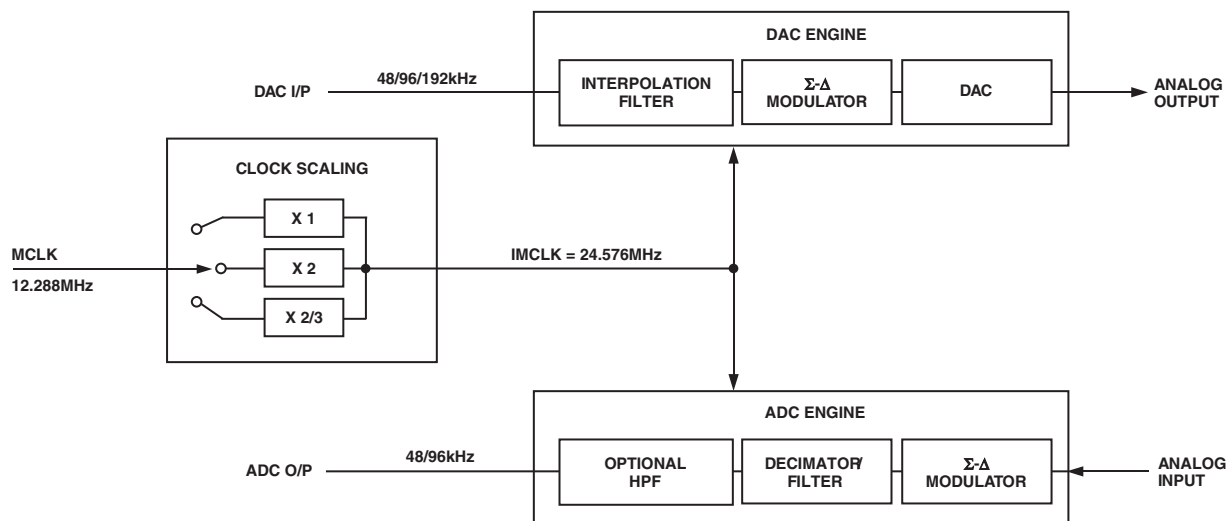 DAC ENGINE
48/96/192kHz
DAC I/P
INTERPOLATION
FILTER
Σ-Δ
MODULATOR
DAC
ANALOG
OUTPUT
CLOCK SCALING
X 1
MCLK
12.288MHz
X 2
IMCLK = 24.576MHz
X 2/3
ADC ENGINE
48/96kHz
ADC O/P
OPTIONAL
HPF
DECIMATOR/
FILTER
Σ-Δ
MODULATOR
ANALOG
INPUT